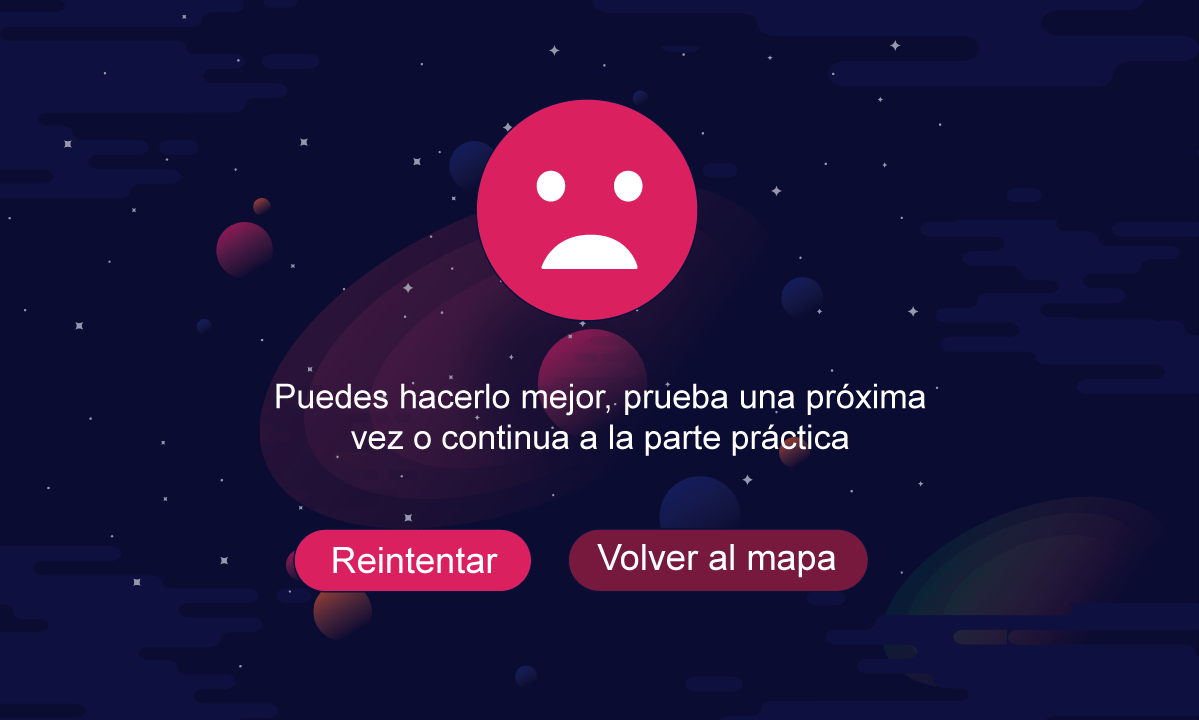 Puedes hacerlo mejor, prueba una próxima
vez o continua a la parte práctica
Reintentar
Volver al mapa